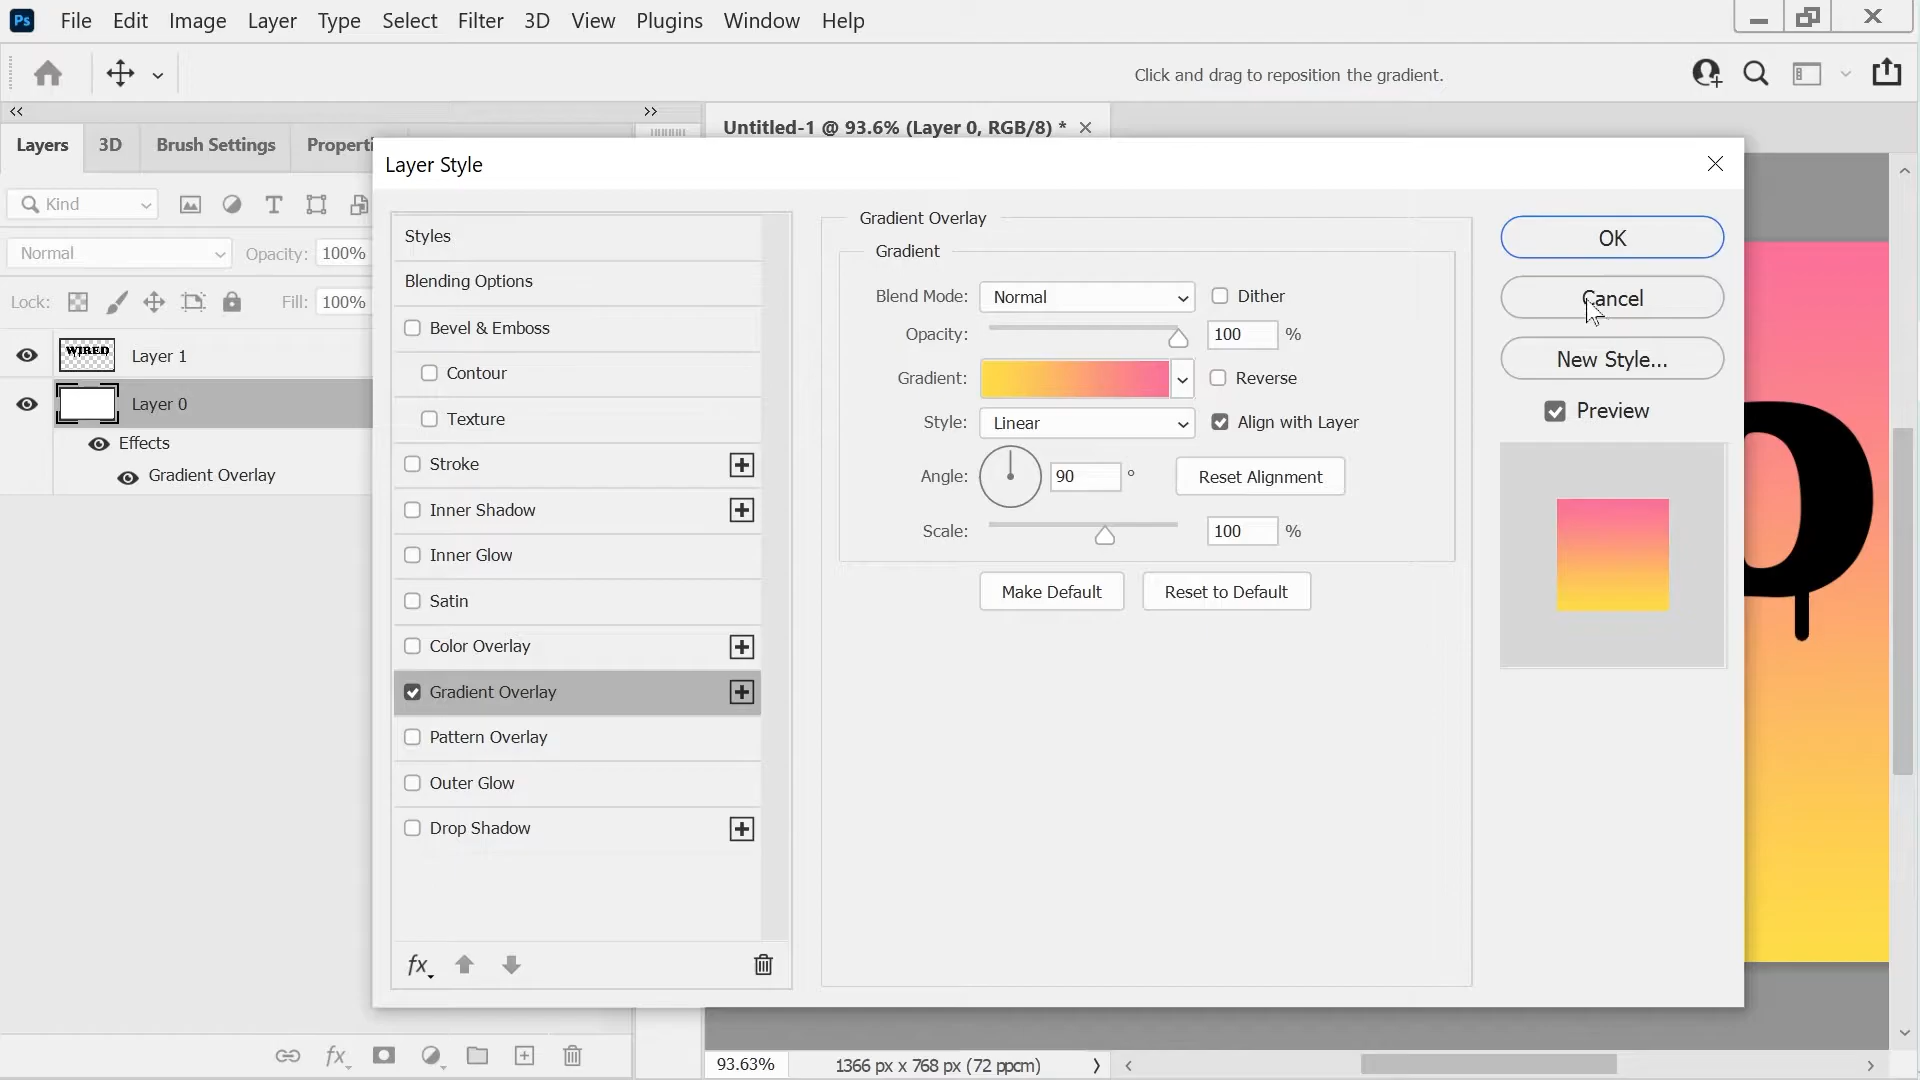 Ps File Edit Image Layer Type Select Filter 3D View Plugins Window Help
Click and drag to reposition the gradient.
Untitled-1 @ 93.6% (Layer 0, RGB/8) *
Layers 3D Brush Settings Properti
Kind
Normal Opacity: 100%
Lock: Fill: 100%
WIRED Layer 1
Layer 0
Effects
Gradient Overlay
Layer Style
Styles
Blending Options
Bevel & Emboss
Contour
Texture
Stroke
Inner Shadow
Inner Glow
Satin
Color Overlay
Gradient Overlay
Pattern Overlay
Outer Glow
Drop Shadow
fx
Gradient Overlay
Gradient
Blend Mode: Normal Dither
Opacity: 100 %
Gradient: Reverse
Style: Linear Align with Layer
Angle: 90 ° Reset Alignment
Scale: 100 %
Make Default Reset to Default
OK
Cancel
New Style...
Preview
fx
93.63% 1366 px x 768 px (72 ppcm)